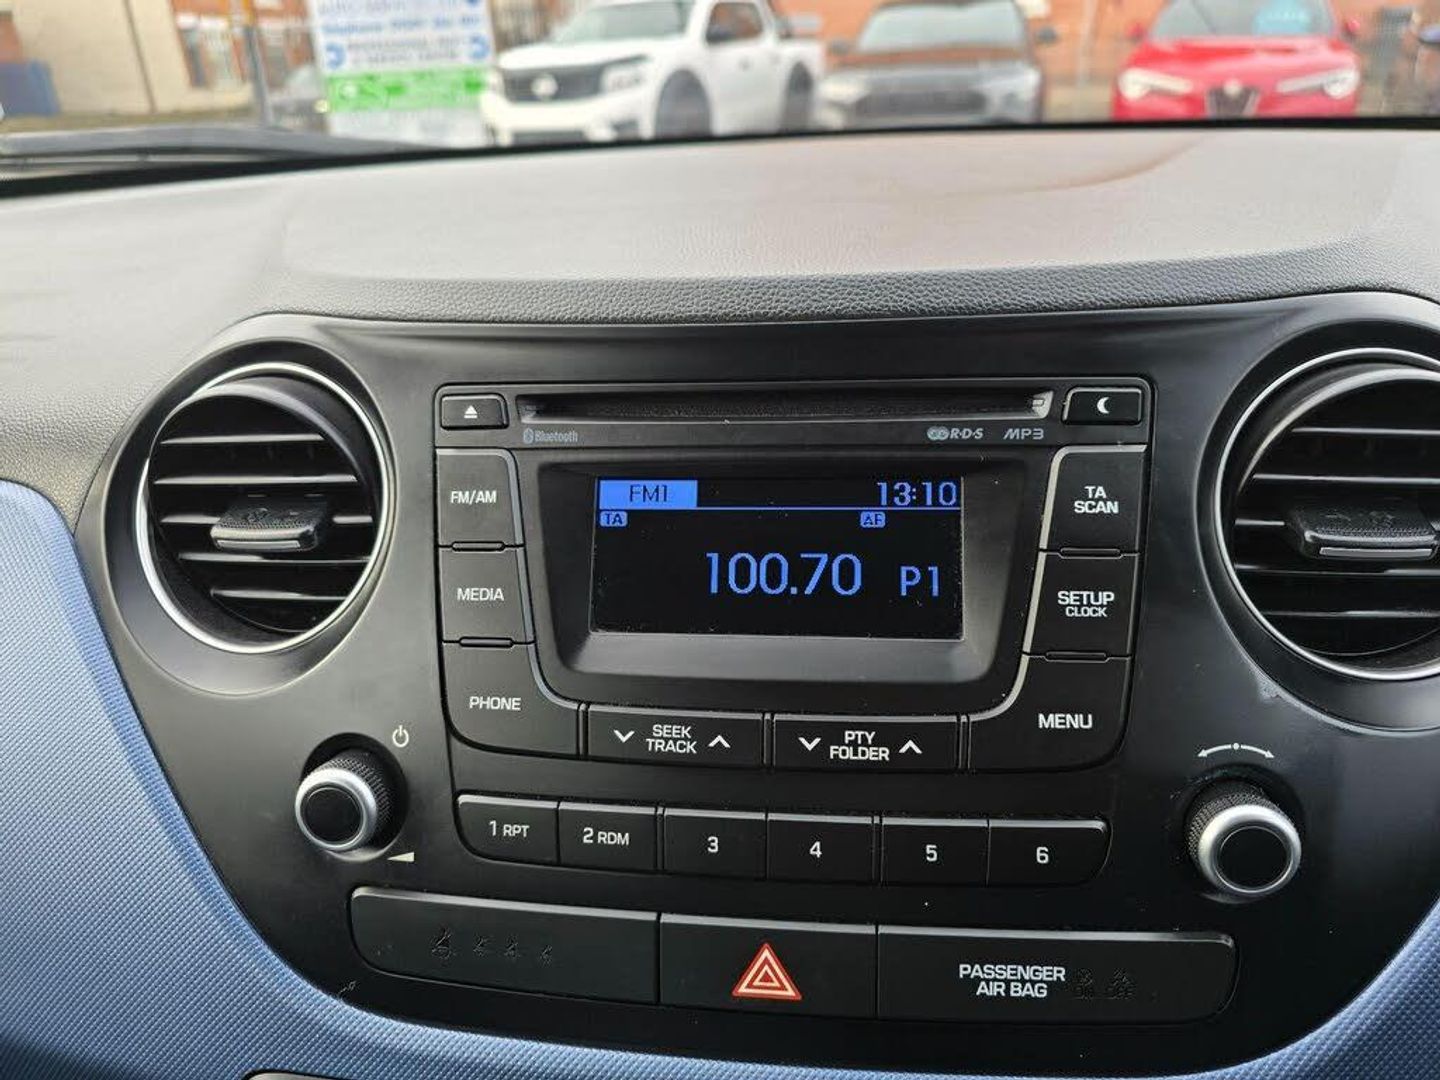 Bluetooth
R·D·S MP3
FM/AM
MEDIA
PHONE
FM1 13:10
TA AF
100.70 P1
TA
SCAN
SETUP
CLOCK
MENU
SEEK
TRACK
PTY
FOLDER
1 RPT 2 RDM 3 4 5 6
PASSENGER
AIR BAG